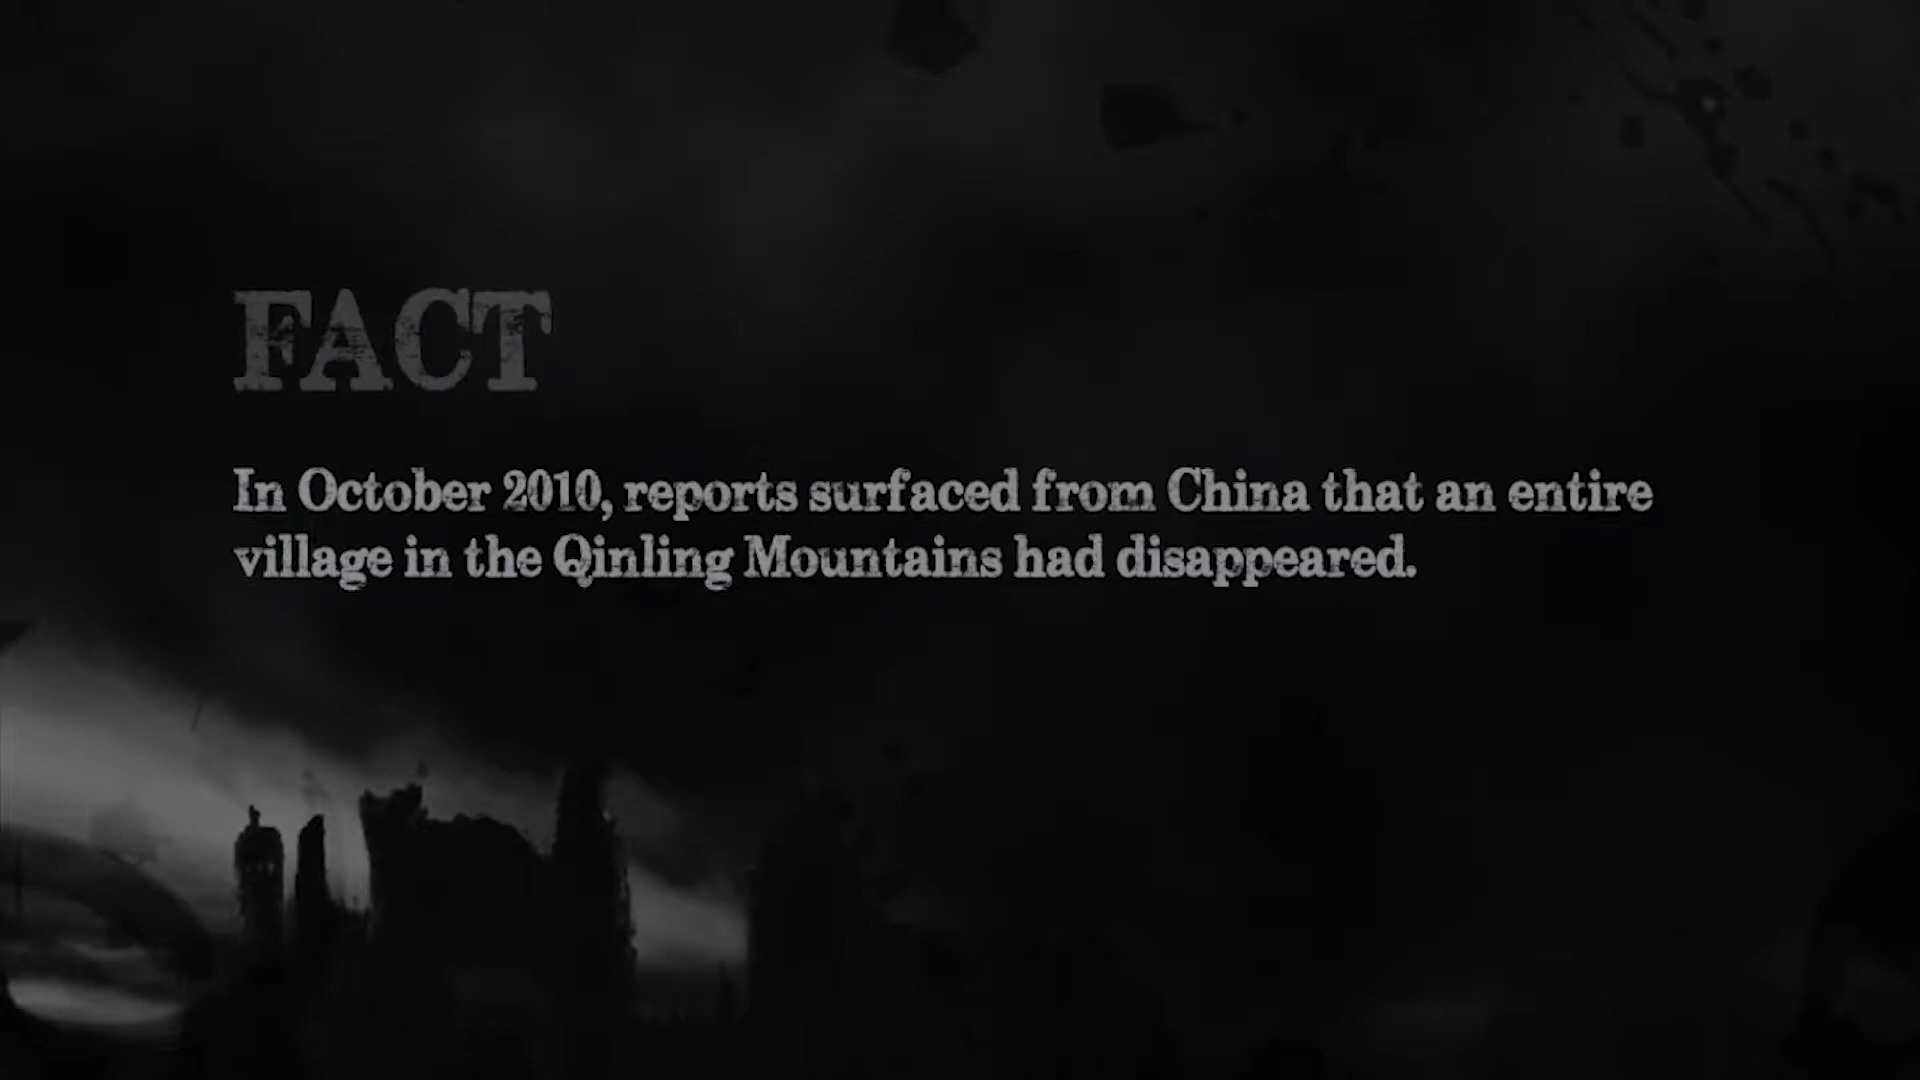 FACT
In October 2010, reports surfaced from China that an entire
village in the Qinling Mountains had disappeared.